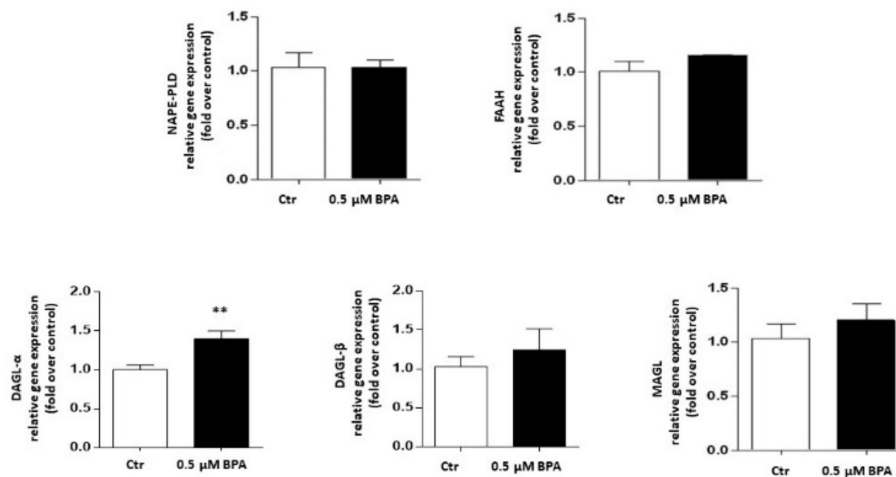 NAPE-PLD
relative gene expression
(fold over control)
1.5
1.0
0.5
0.0
Ctr 0.5 µM BPA
FAAH
relative gene expression
(fold over control)
1.5
1.0
0.5
0.0
Ctr 0.5 µM BPA
DAGL-α
relative gene expression
(fold over control)
2.0
1.5
1.0
0.5
0.0
**
Ctr 0.5 µM BPA
DAGL-β
relative gene expression
(fold over control)
2.0
1.5
1.0
0.5
0.0
Ctr 0.5 µM BPA
MAGL
relative gene expression
(fold over control)
1.5
1.0
0.5
0.0
Ctr 0.5 µM BPA